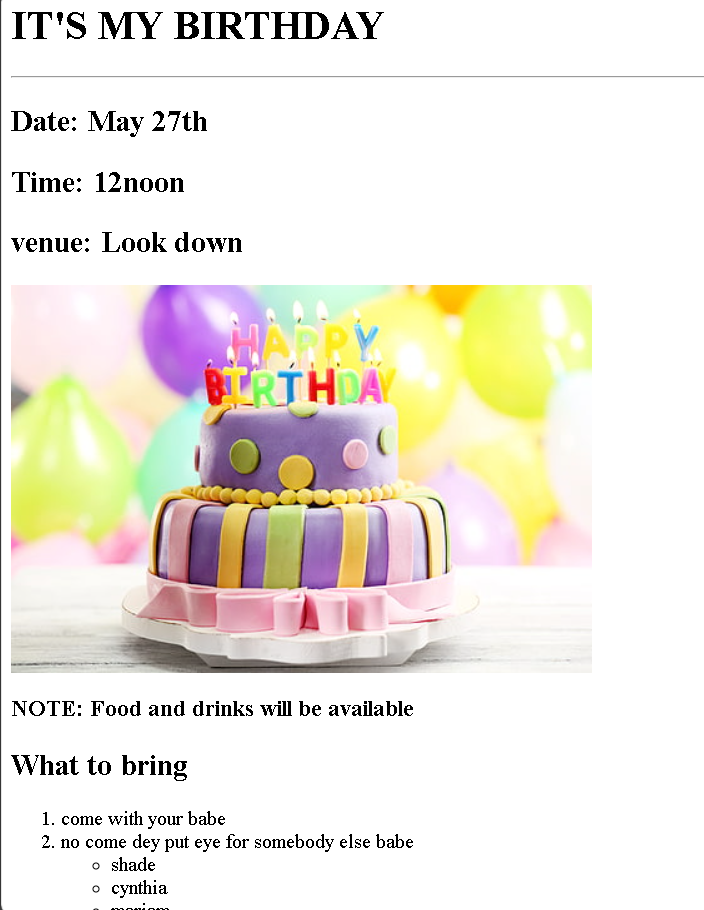 IT'S MY BIRTHDAY
Date: May 27th
Time: 12noon
venue: Look down
HAPPY
BIRTHDAY
NOTE: Food and drinks will be available
What to bring
1. come with your babe
2. no come dey put eye for somebody else babe
shade
cynthia